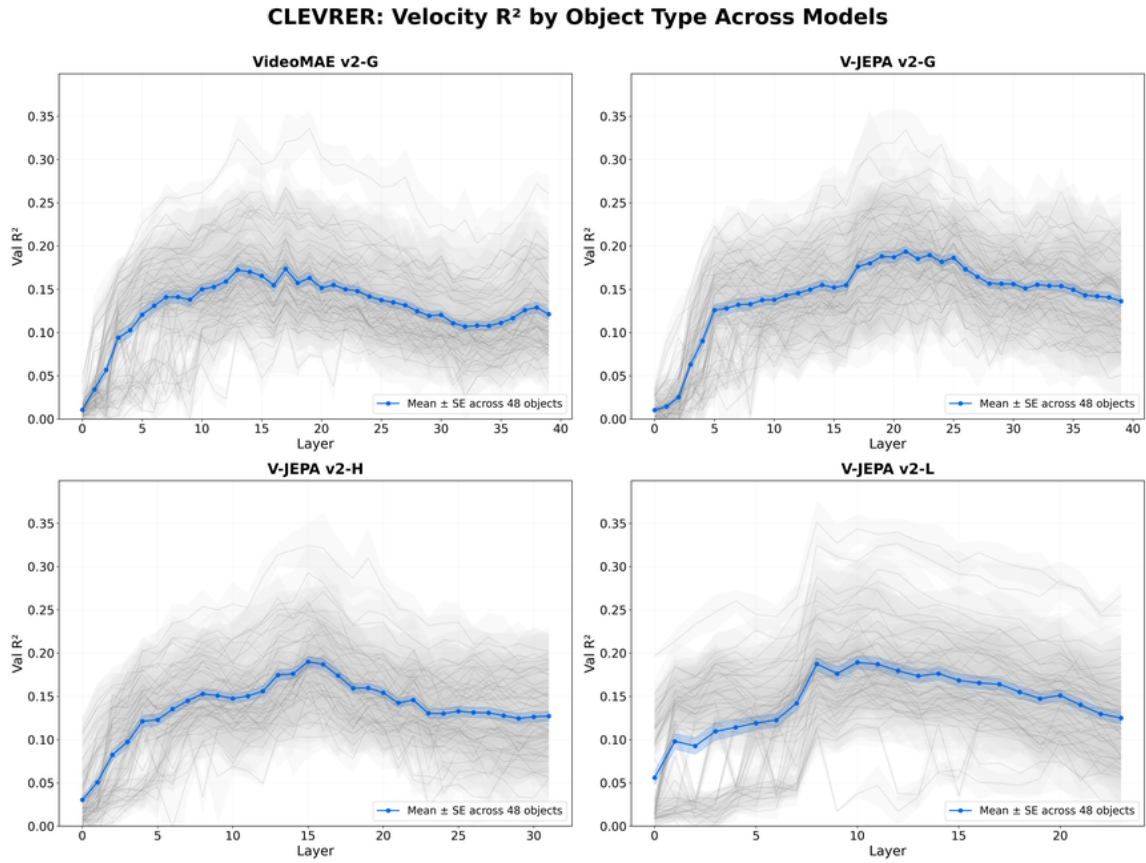 CLEVRER: Velocity R² by Object Type Across Models
VideoMAE v2-G
Val R²
0.35
0.30
0.25
0.20
0.15
0.10
0.05
0.00
0 5 10 15 20 25 30 35 40
Layer
Mean ± SE across 48 objects
V-JEPA v2-G
Val R²
0.35
0.30
0.25
0.20
0.15
0.10
0.05
0.00
0 5 10 15 20 25 30 35 40
Layer
Mean ± SE across 48 objects
V-JEPA v2-H
Val R²
0.35
0.30
0.25
0.20
0.15
0.10
0.05
0.00
0 5 10 15 20 25 30
Layer
Mean ± SE across 48 objects
V-JEPA v2-L
Val R²
0.35
0.30
0.25
0.20
0.15
0.10
0.05
0.00
0 5 10 15 20
Layer
Mean ± SE across 48 objects